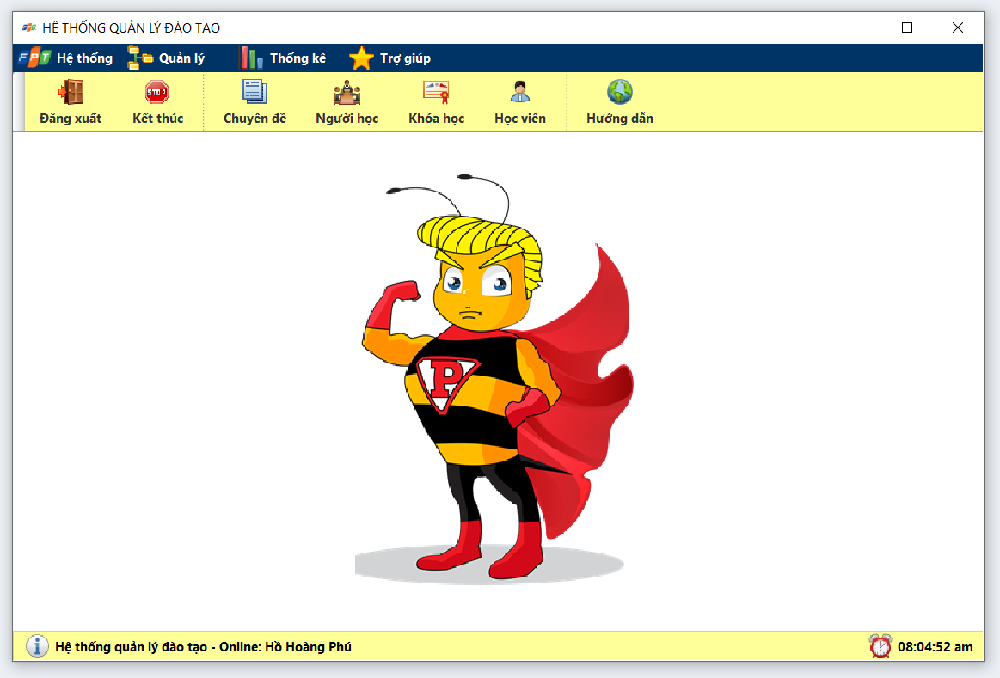 HỆ THỐNG QUẢN LÝ ĐÀO TẠO
FPT Hệ thống Quản lý Thống kê Trợ giúp
STOP
Đăng xuất Kết thúc Chuyên đề Người học Khóa học Học viên Hướng dẫn
P
Hệ thống quản lý đào tạo - Online: Hồ Hoàng Phú 08:04:52 am